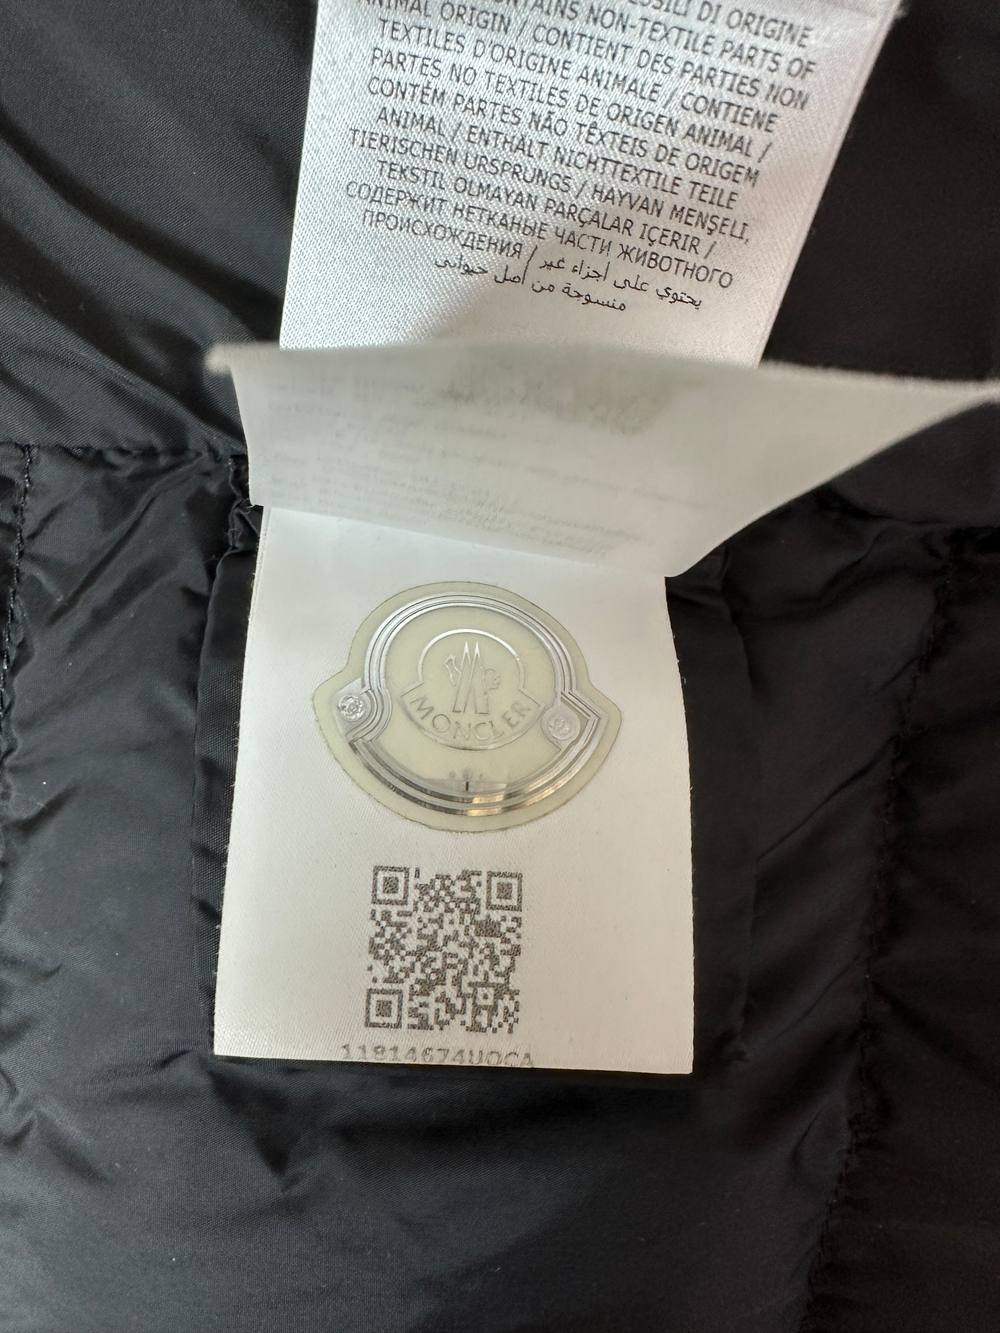 CONTAINS NON-TEXTILE PARTS OF
ANIMAL ORIGIN / CONTIENT DES PARTIES NON
TEXTILES D'ORIGINE ANIMALE / CONTIENE
PARTES NO TEXTILES DE ORIGEN ANIMAL /
CONTÉM PARTES NÃO TÊXTEIS DE ORIGEM
ANIMAL / ENTHÄLT NICHTTEXTILE TEILE
TIERISCHEN URSPRUNGS / HAYVAN MENŞELİ,
TEKSTIL OLMAYAN PARÇALAR IÇERIR /
СОДЕРЖИТ НЕТКАНЫЕ ЧАСТИ ЖИВОТНОГО
ПРОИСХОЖДЕНИЯ / يحتوي على أجزاء غير
منسوجة من أصل حيواني
MONCLER
11814674UOCA